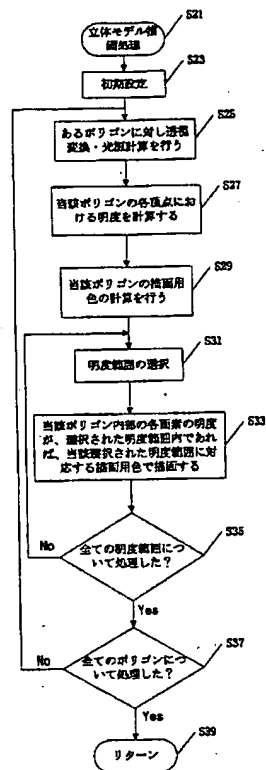 S21
立体モデル描
画処理
S23
初期設定
S25
あるポリゴンに対し透視
変換・光源計算を行う
S27
当該ポリゴンの各頂点にお
ける明度を計算する
S29
当該ポリゴンの描画用
色の計算を行う
S31
明度範囲の選択
S33
当該ポリゴン内部の各画素の明度
が、選択された明度範囲内であれ
ば、当該選択された明度範囲に対
応する描画用色で描画する
S35
全ての明度範囲につ
いて処理した?
No
Yes
S37
全てのポリゴンにつ
いて処理した?
No
Yes
S39
リターン